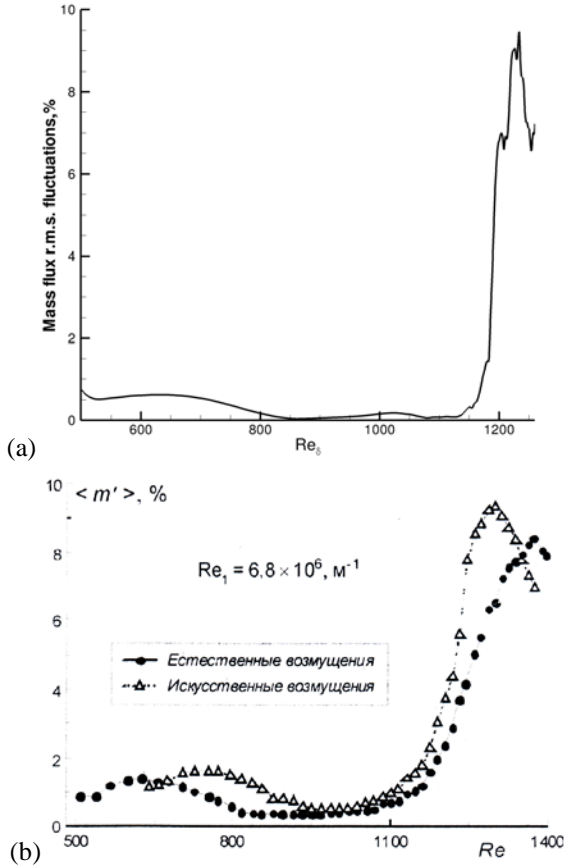 10
8
6
4
2
0
Mass flux r.m.s. fluctuations,%
600 800 1000 1200
Re_δ
(a)
10
8
6
4
2
0
< m' >, %
Re₁ = 6.8 × 10⁶, м⁻¹
Естественные возмущения
Искусственные возмущения
500 800 1100 Re 1400
(b)